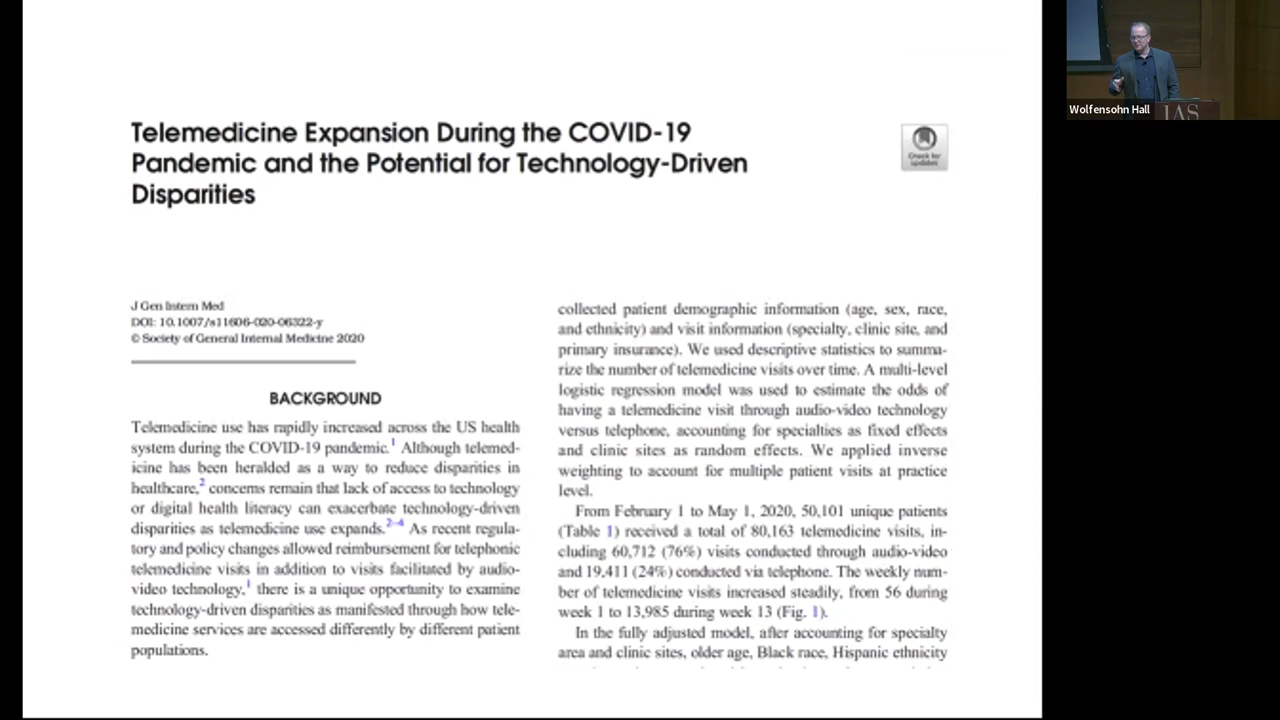 Telemedicine Expansion During the COVID-19
Pandemic and the Potential for Technology-Driven
Disparities
Check for
updates
J Gen Intern Med
DOI: 10.1007/s11606-020-06322-y
© Society of General Internal Medicine 2020
BACKGROUND
Telemedicine use has rapidly increased across the US health
system during the COVID-19 pandemic.1 Although telemed-
icine has been heralded as a way to reduce disparities in
healthcare,2 concerns remain that lack of access to technology
or digital health literacy can exacerbate technology-driven
disparities as telemedicine use expands.2–4 As recent regula-
tory and policy changes allowed reimbursement for telephonic
telemedicine visits in addition to visits facilitated by audio-
video technology,1 there is a unique opportunity to examine
technology-driven disparities as manifested through how tele-
medicine services are accessed differently by different patient
populations.
collected patient demographic information (age, sex, race,
and ethnicity) and visit information (specialty, clinic site, and
primary insurance). We used descriptive statistics to summa-
rize the number of telemedicine visits over time. A multi-level
logistic regression model was used to estimate the odds of
having a telemedicine visit through audio-video technology
versus telephone, accounting for specialties as fixed effects
and clinic sites as random effects. We applied inverse
weighting to account for multiple patient visits at practice
level.
From February 1 to May 1, 2020, 50,101 unique patients
(Table 1) received a total of 80,163 telemedicine visits, in-
cluding 60,712 (76%) visits conducted through audio-video
and 19,411 (24%) conducted via telephone. The weekly num-
ber of telemedicine visits increased steadily, from 56 during
week 1 to 13,985 during week 13 (Fig. 1).
In the fully adjusted model, after accounting for specialty
area and clinic sites, older age, Black race, Hispanic ethnicity
Wolfensohn Hall
IAS